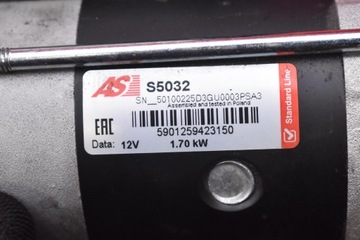 AS S5032
SN__50100225D3GU0003PSA3
Assembled and tested in Poland
EAC
5901259423150
Data: 12V 1.70 kW
Standard Line